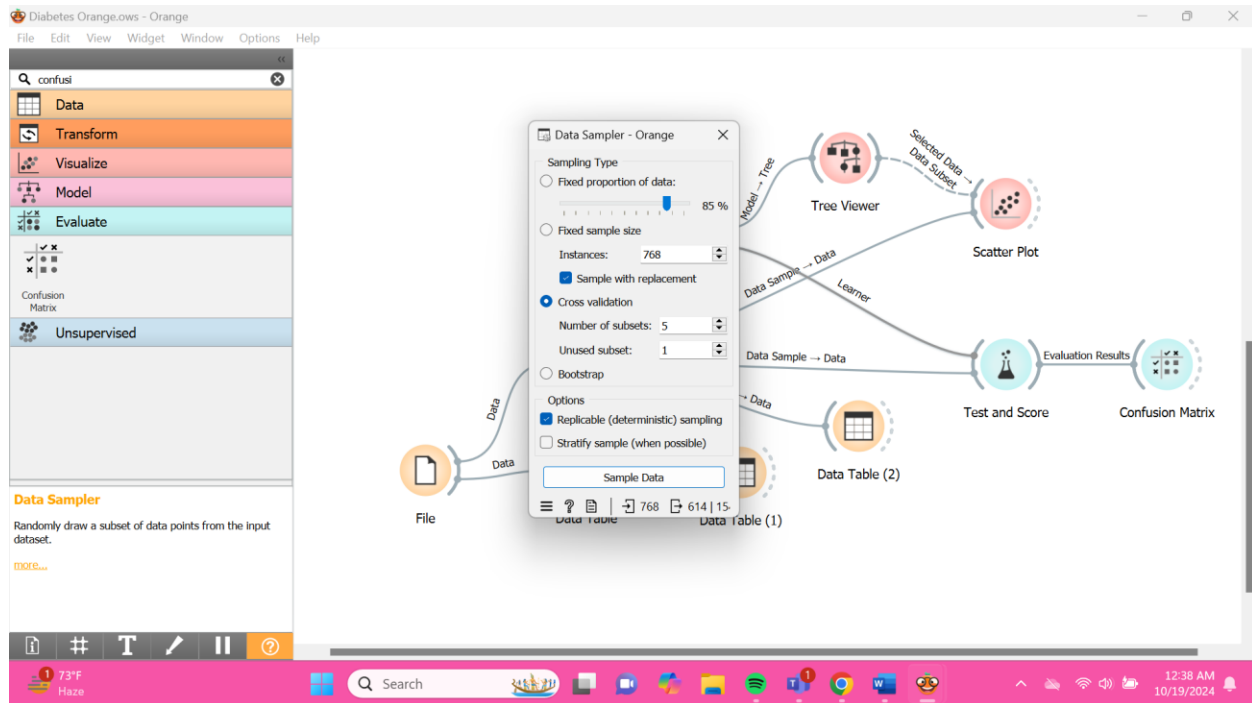 Diabetes Orange.ows - Orange
File Edit View Widget Window Options Help
confusi
Data
Transform
Visualize
Model
Evaluate
Confusion
Matrix
Unsupervised
Data Sampler
Randomly draw a subset of data points from the input
dataset.
more...
Data Sampler - Orange
Sampling Type
Fixed proportion of data:
85 %
Fixed sample size
Instances: 768
Sample with replacement
Cross validation
Number of subsets: 5
Unused subset: 1
Bootstrap
Options
Replicable (deterministic) sampling
Stratify sample (when possible)
Sample Data
768 614 | 15
File
Data
Data
Data Table
Data Table (1)
Model → Tree
Tree Viewer
Selected Data →
Data Subset
Scatter Plot
Data Sample → Data
Learner
Data Sample → Data
→ Data
Data Table (2)
Test and Score
Evaluation Results
Confusion Matrix
1
73°F
Haze
Search
1
12:38 AM
10/19/2024